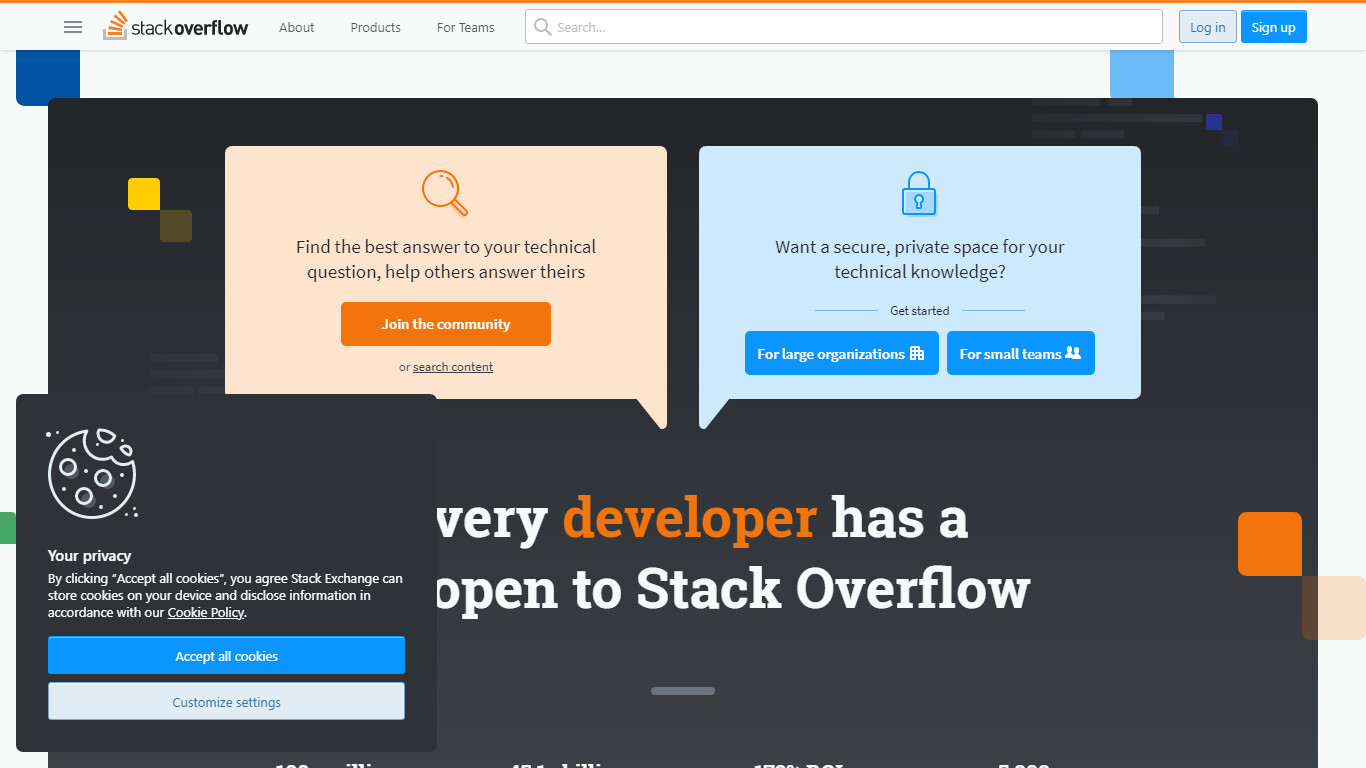 stackoverflow
About
Products
For Teams
Search...
Log in
Sign up
Find the best answer to your technical
question, help others answer theirs
Join the community
or search content
Want a secure, private space for your
technical knowledge?
Get started
For large organizations
For small teams
very developer has a
open to Stack Overflow
Your privacy
By clicking “Accept all cookies”, you agree Stack Exchange can
store cookies on your device and disclose information in
accordance with our Cookie Policy.
Accept all cookies
Customize settings